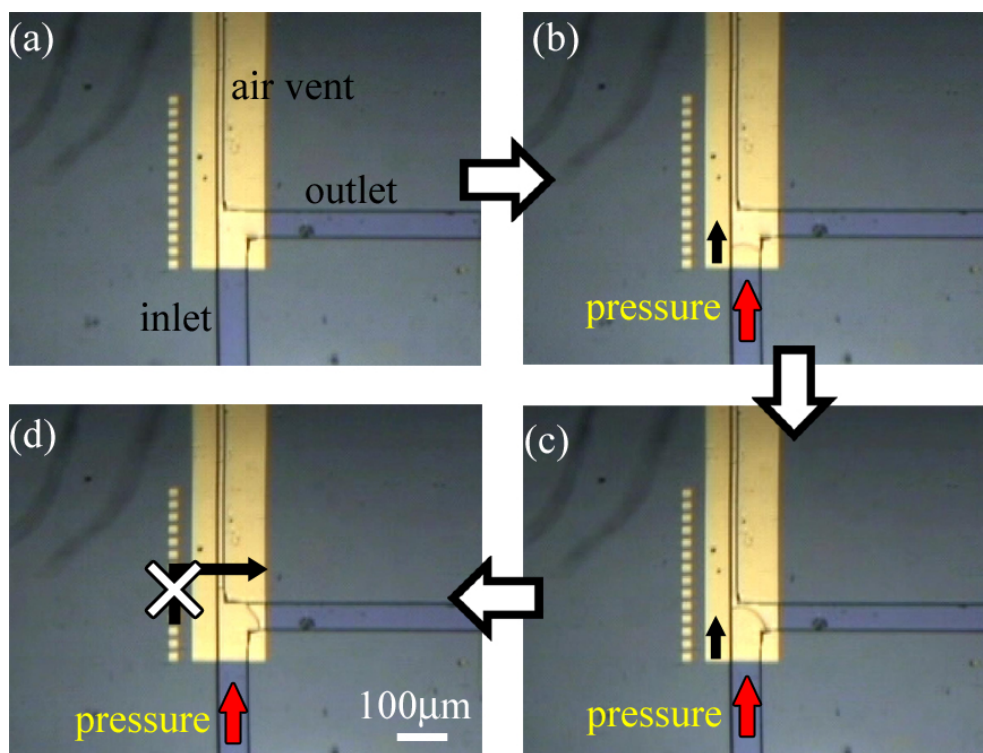 (a)
air vent
outlet
inlet
(b)
pressure
(c)
pressure
(d)
pressure
100μm